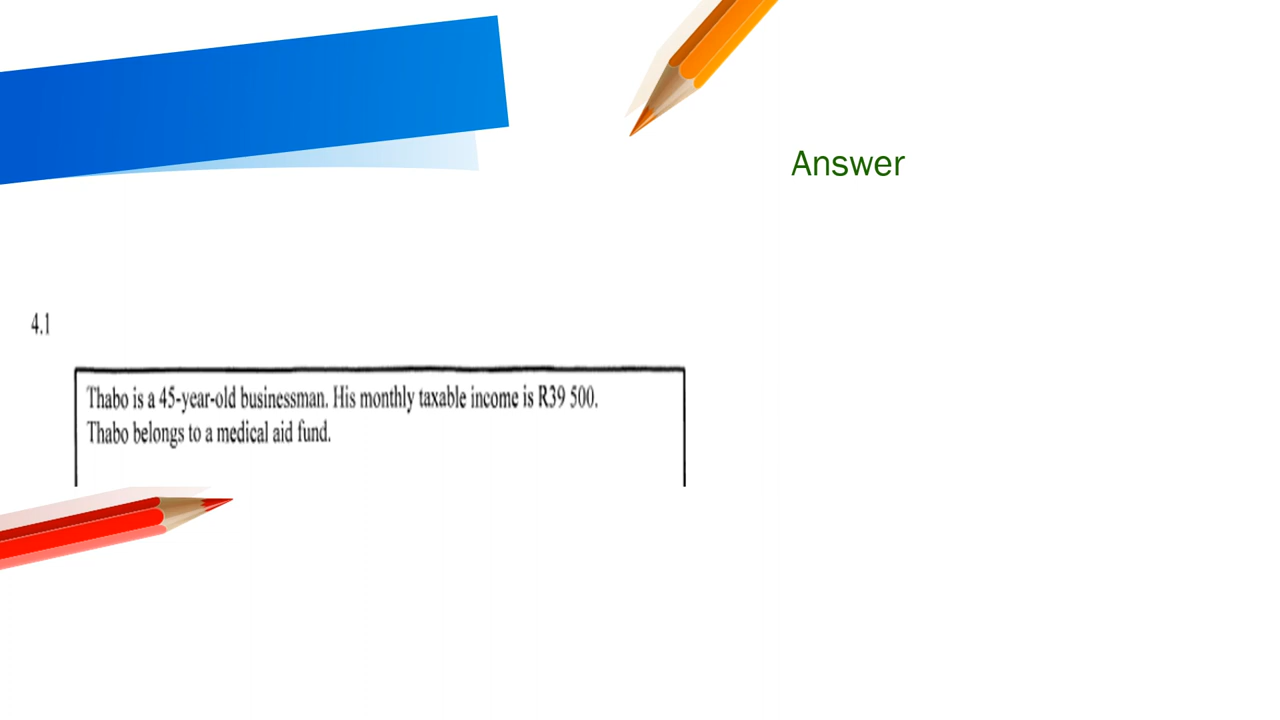 Answer
4.1
Thabo is a 45-year-old businessman. His monthly taxable income is R39 500.
Thabo belongs to a medical aid fund.